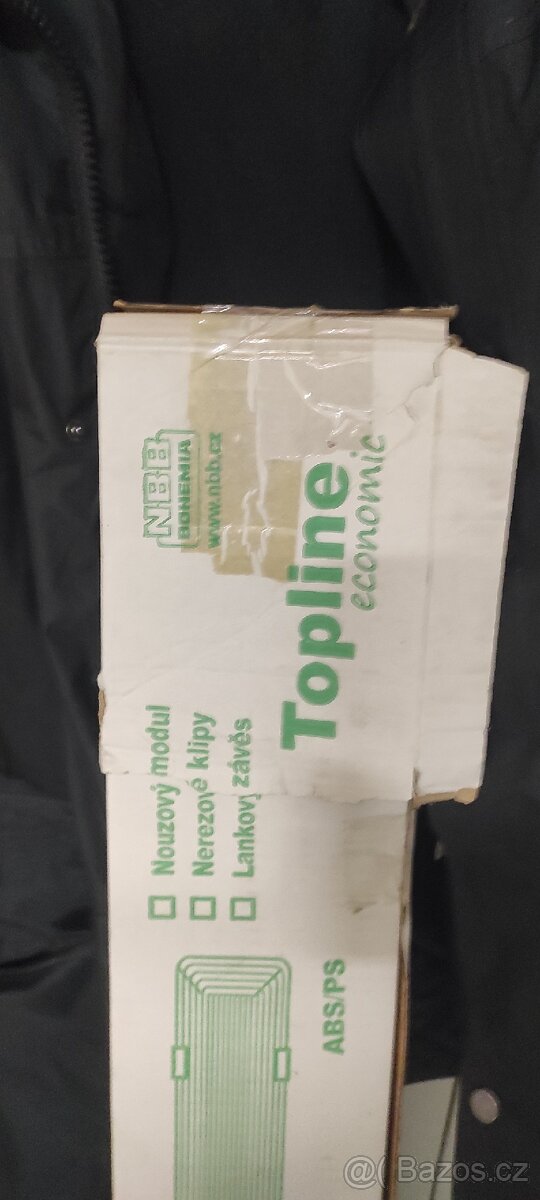 NBB
BOHEMIA
www.nbb.cz
Topline
economic
Nouzový modul
Nerezové klipy
Lankový závěs
ABS/PS
@( Bazos.cz